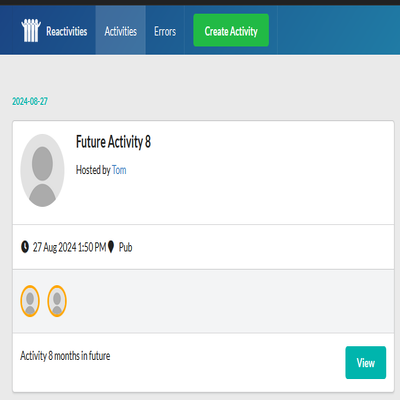 Reactivities Activities Errors Create Activity
2024-08-27
Future Activity 8
Hosted by Tom
27 Aug 2024 1:50 PM Pub
Activity 8 months in future
View